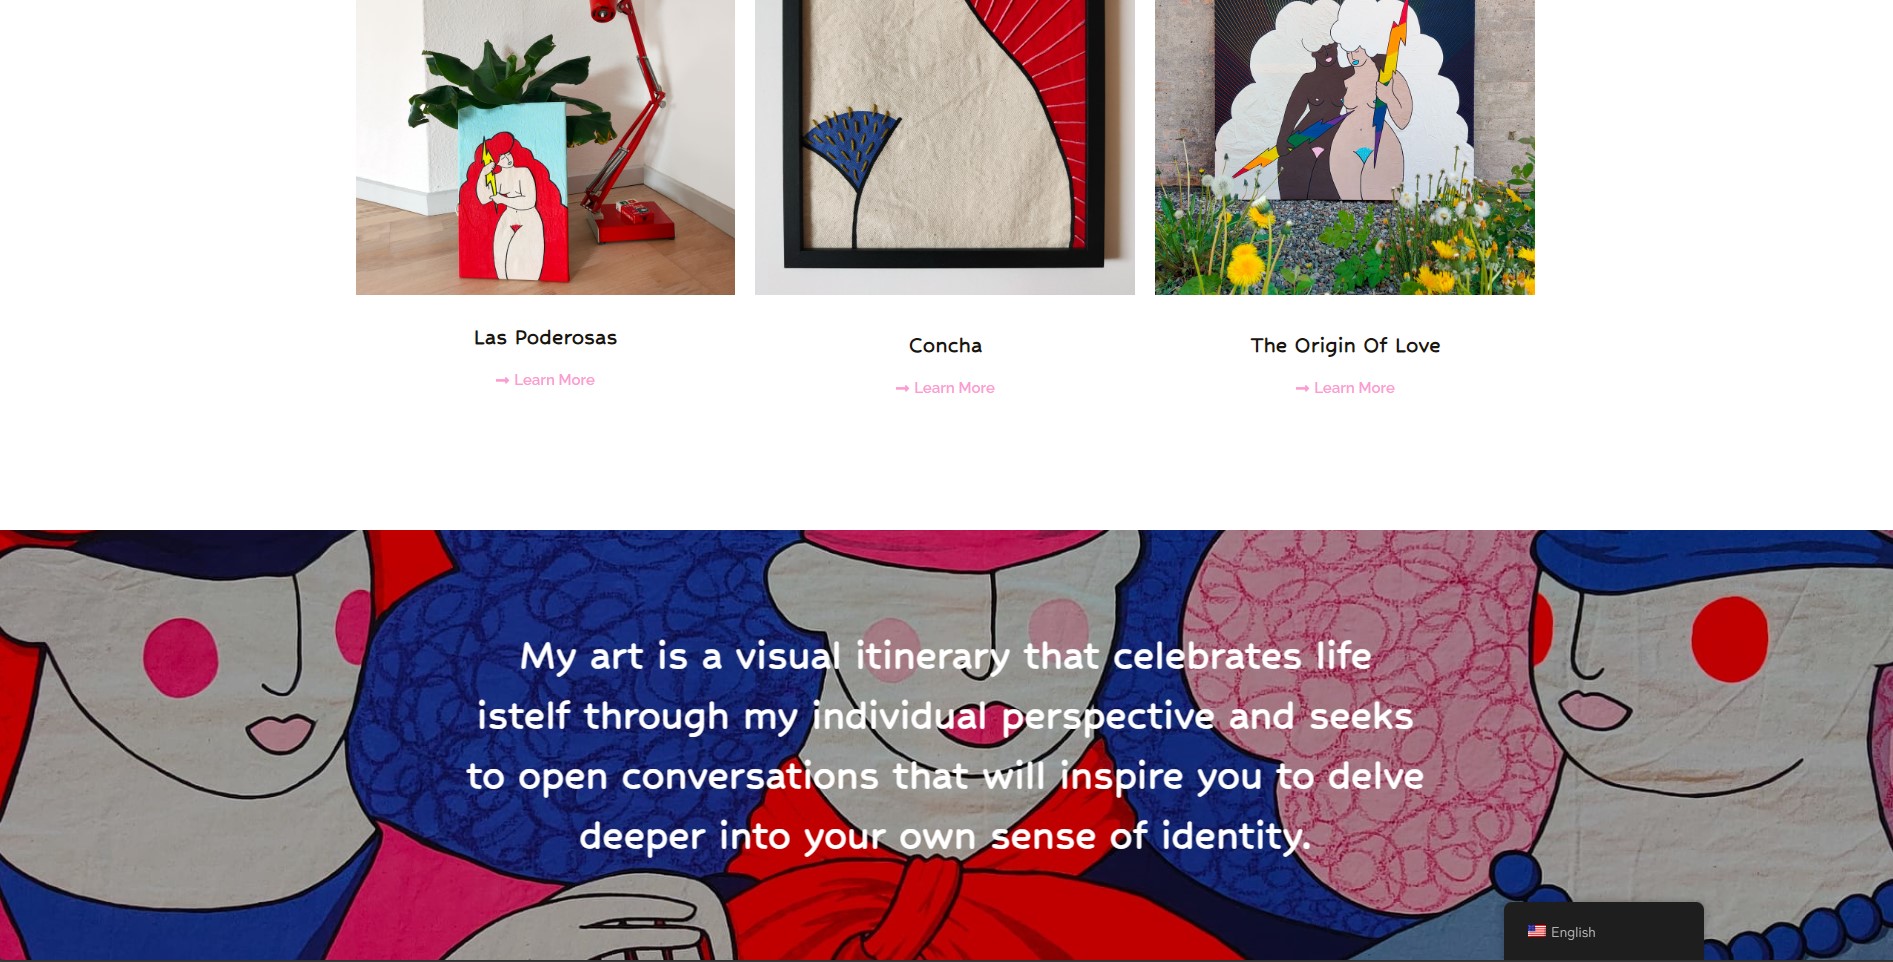 Las Poderosas
Learn More
Concha
Learn More
The Origin Of Love
Learn More
My art is a visual itinerary that celebrates life
istelf through my individual perspective and seeks
to open conversations that will inspire you to delve
deeper into your own sense of identity.
English